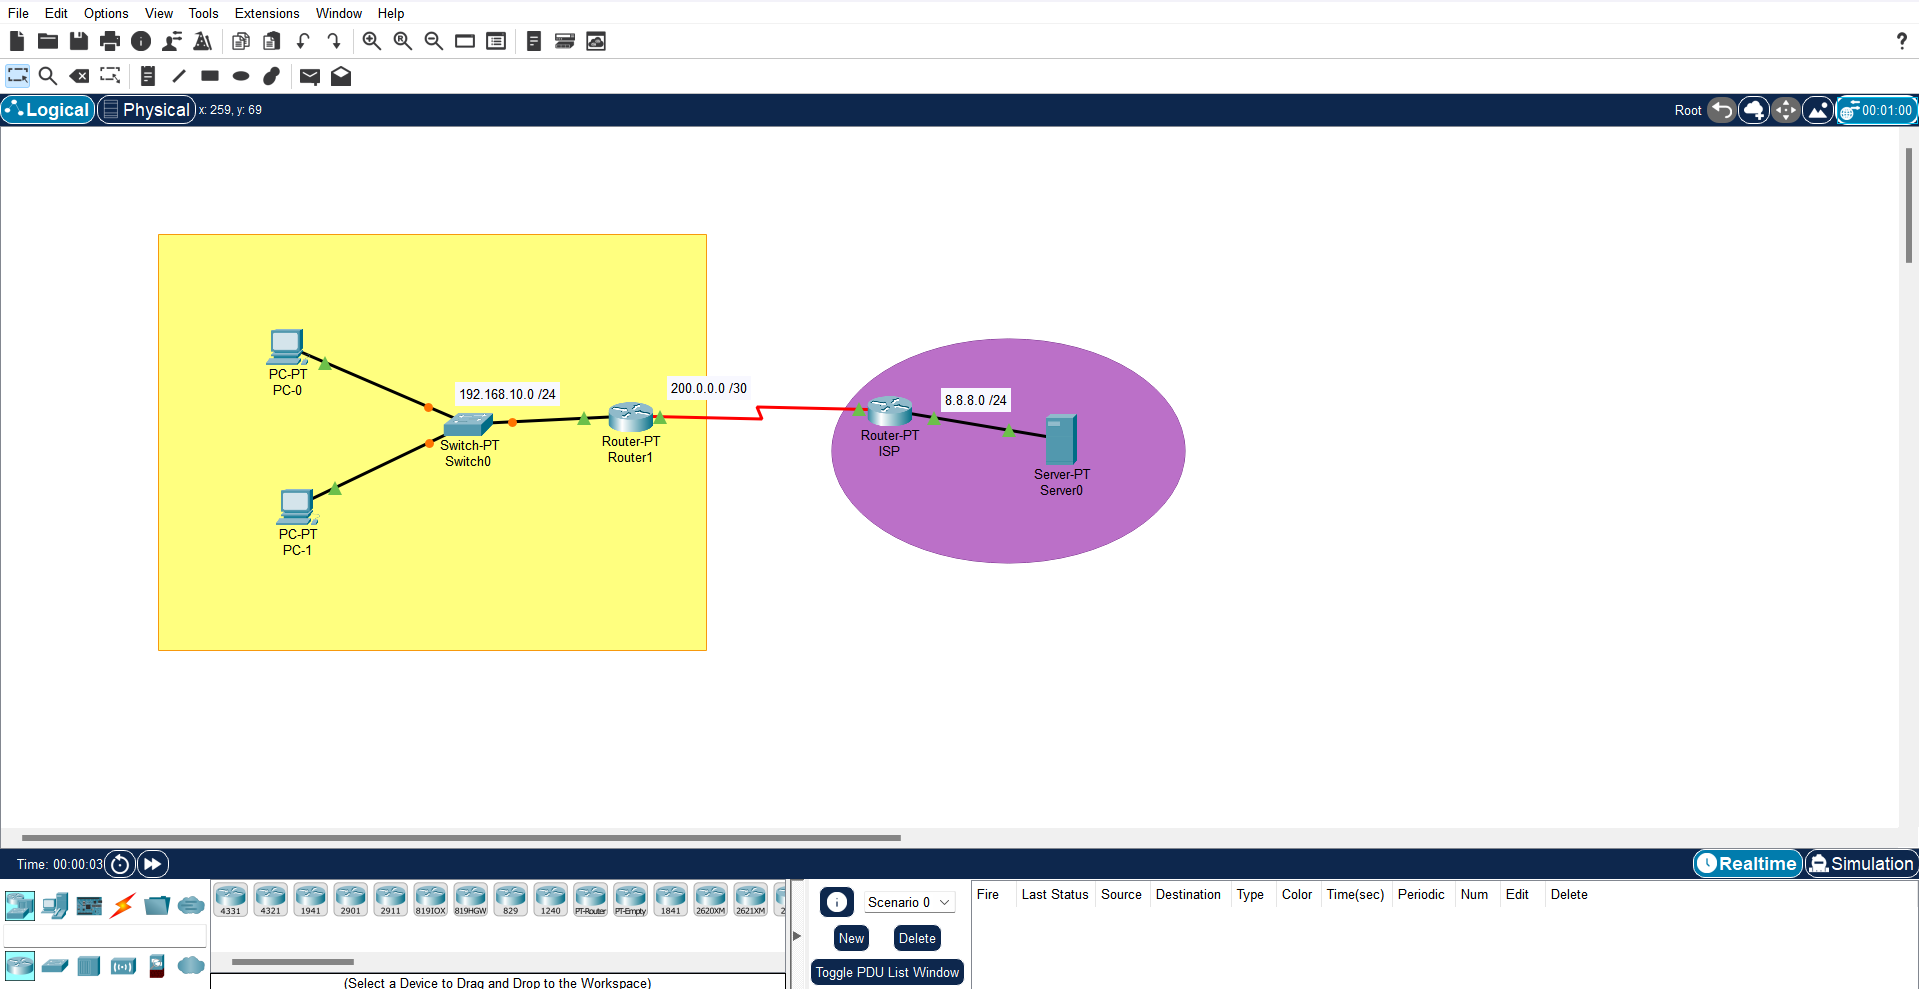 File Edit Options View Tools Extensions Window Help
?
Logical Physical x: 259, y: 69 Root 00:01:00
PC-PT
PC-0
192.168.10.0 /24
200.0.0.0 /30
8.8.8.0 /24
Switch-PT
Switch0
Router-PT
Router1
Router-PT
ISP
Server-PT
Server0
PC-PT
PC-1
Time: 00:00:03 Realtime Simulation
4331 4321 1941 2901 2911 819IOX 819HGW 829 1240 PT-Router PT-Empty 1841 2620XM 2621XM 2
(Select a Device to Drag and Drop to the Workspace)
Scenario 0
New Delete
Toggle PDU List Window
Fire Last Status Source Destination Type Color Time(sec) Periodic Num Edit Delete